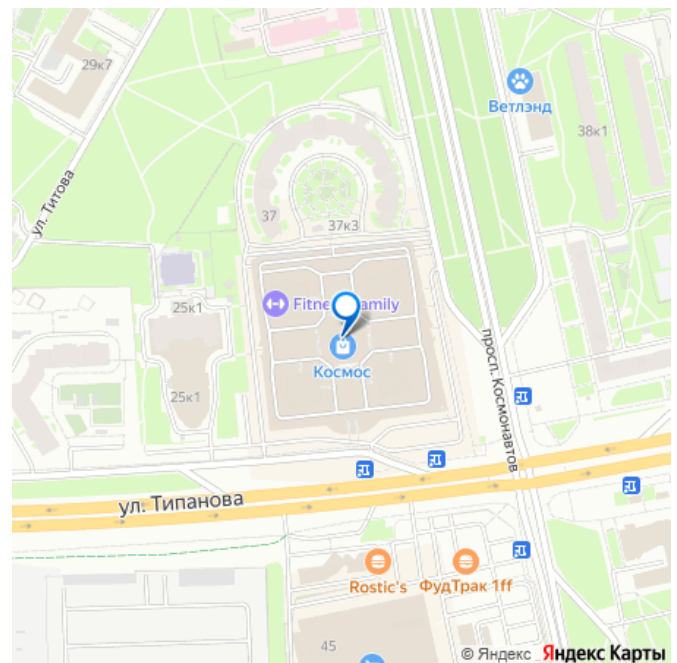 29к7
Ветлэнд
38к1
ул. Титова
37
37к3
25к1
Fitness Family
Космос
просп. Космонавтов
25к1
ул. Типанова
Rostic's
ФудТрак 1ff
45
© Яндекс Яндекс Карты